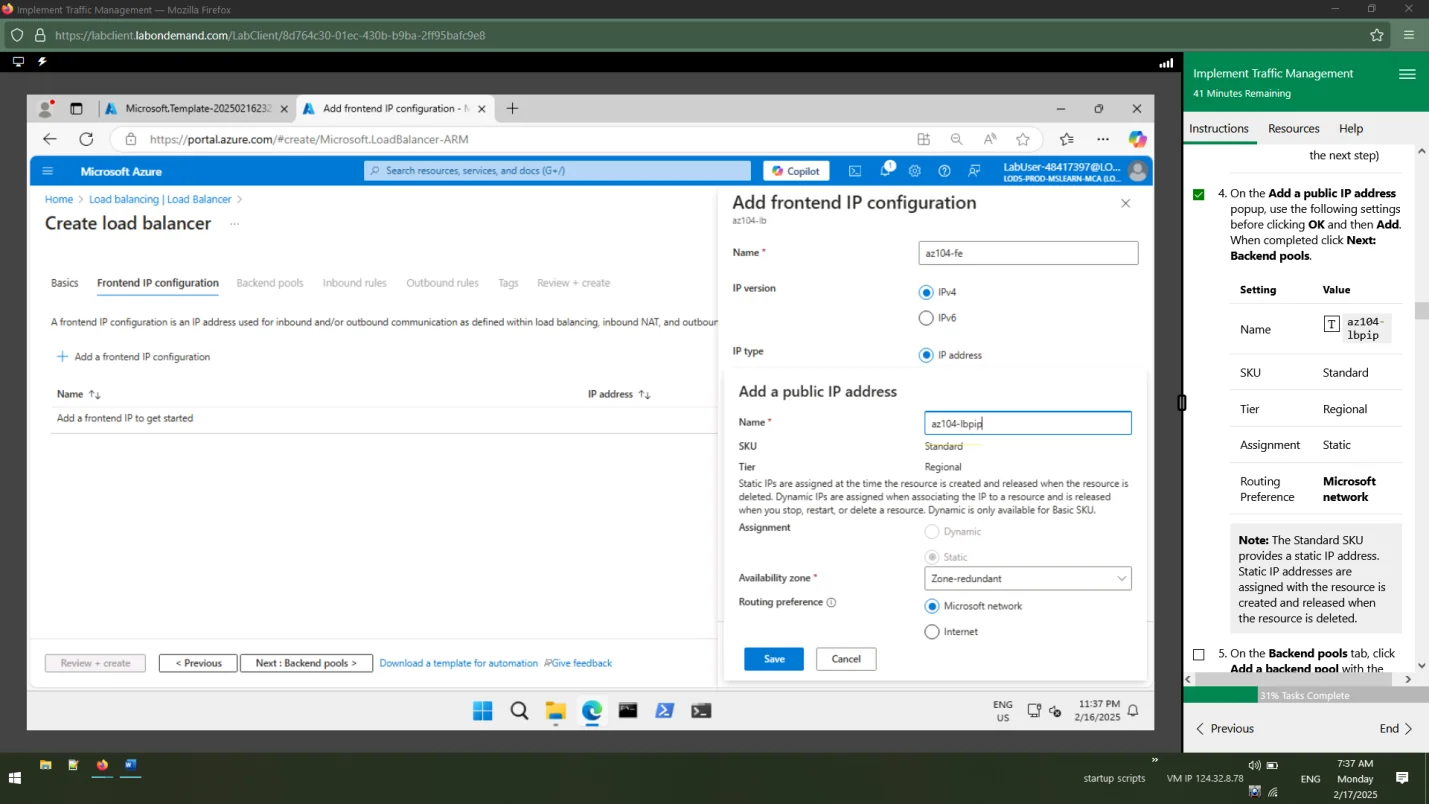 Implement Traffic Management — Mozilla Firefox
https://labclient.labondemand.com/LabClient/8d764c30-01ec-430b-b9ba-2ff95bafc9e8
Microsoft.Template-20250216232
Add frontend IP configuration - M
https://portal.azure.com/#create/Microsoft.LoadBalancer-ARM
Microsoft Azure
Search resources, services, and docs (G+/)
Copilot
1
LabUser-48417397@LO...
LODS-PROD-MSLEARN-MCA (LO...
Home > Load balancing | Load Balancer >
Create load balancer ...
Basics
Frontend IP configuration
Backend pools
Inbound rules
Outbound rules
Tags
Review + create
A frontend IP configuration is an IP address used for inbound and/or outbound communication as defined within load balancing, inbound NAT, and outbou
+ Add a frontend IP configuration
Name ↑↓
IP address ↑↓
Add a frontend IP to get started
Review + create
< Previous
Next : Backend pools >
Download a template for automation
Give feedback
Add frontend IP configuration
az104-lb
Name *
az104-fe
IP version
IPv4
IPv6
IP type
IP address
Add a public IP address
Name *
az104-lbpip
SKU
Standard
Tier
Regional
Static IPs are assigned at the time the resource is created and released when the resource is
deleted. Dynamic IPs are assigned when associating the IP to a resource and is released
when you stop, restart, or delete a resource. Dynamic is only available for Basic SKU.
Assignment
Dynamic
Static
Availability zone *
Zone-redundant
Routing preference
Microsoft network
Internet
Save
Cancel
ENG
US
11:37 PM
2/16/2025
Implement Traffic Management
41 Minutes Remaining
Instructions
Resources
Help
the next step)
4. On the Add a public IP address
popup, use the following settings
before clicking OK and then Add.
When completed click Next:
Backend pools.
Setting
Value
Name
T
az104-
lbpip
SKU
Standard
Tier
Regional
Assignment
Static
Routing
Preference
Microsoft
network
Note: The Standard SKU
provides a static IP address.
Static IP addresses are
assigned with the resource is
created and released when
the resource is deleted.
5. On the Backend pools tab, click
Add a backend pool with the
31% Tasks Complete
< Previous
End >
startup scripts
VM IP 124.32.8.78
ENG
7:37 AM
Monday
2/17/2025